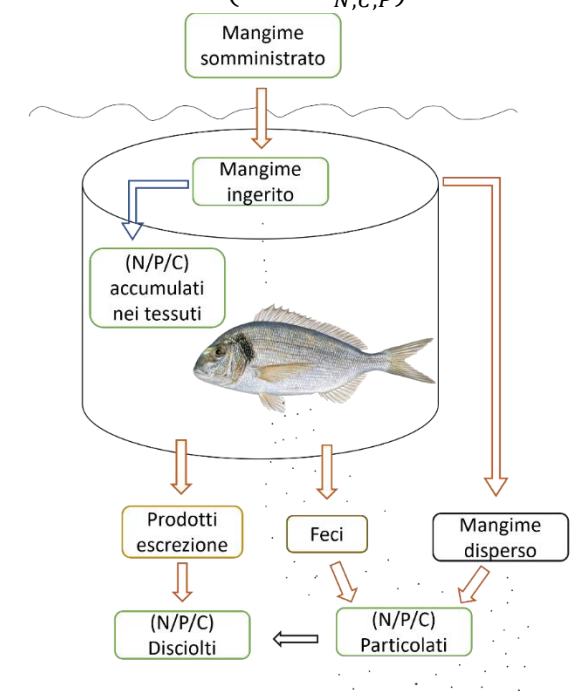 N,C,P
Mangime
somministrato
Mangime
ingerito
(N/P/C)
accumulati
nei tessuti
Prodotti
escrezione
Feci
Mangime
disperso
(N/P/C)
Disciolti
(N/P/C)
Particolati